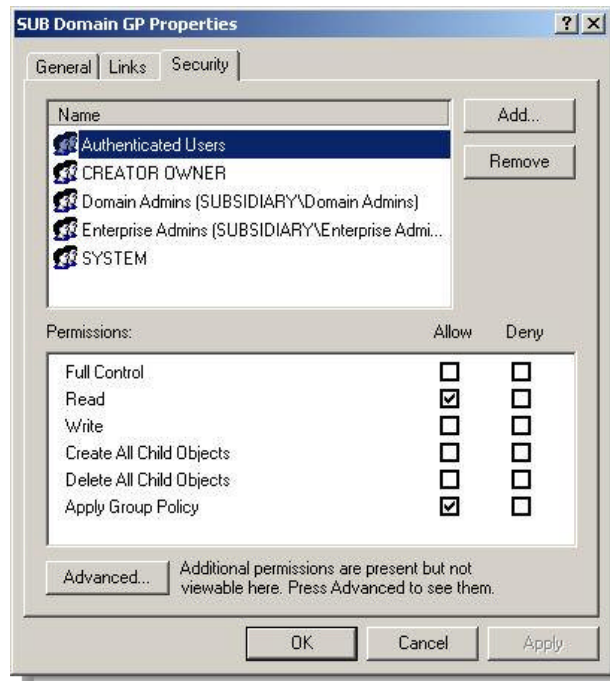 SUB Domain GP Properties
General Links Security
Name
Add...
Authenticated Users
Remove
CREATOR OWNER
Domain Admins (SUBSIDIARY\Domain Admins)
Enterprise Admins (SUBSIDIARY\Enterprise Admi...
SYSTEM
Permissions: Allow Deny
Full Control
Read
Write
Create All Child Objects
Delete All Child Objects
Apply Group Policy
Advanced...
Additional permissions are present but not
viewable here. Press Advanced to see them.
OK Cancel Apply